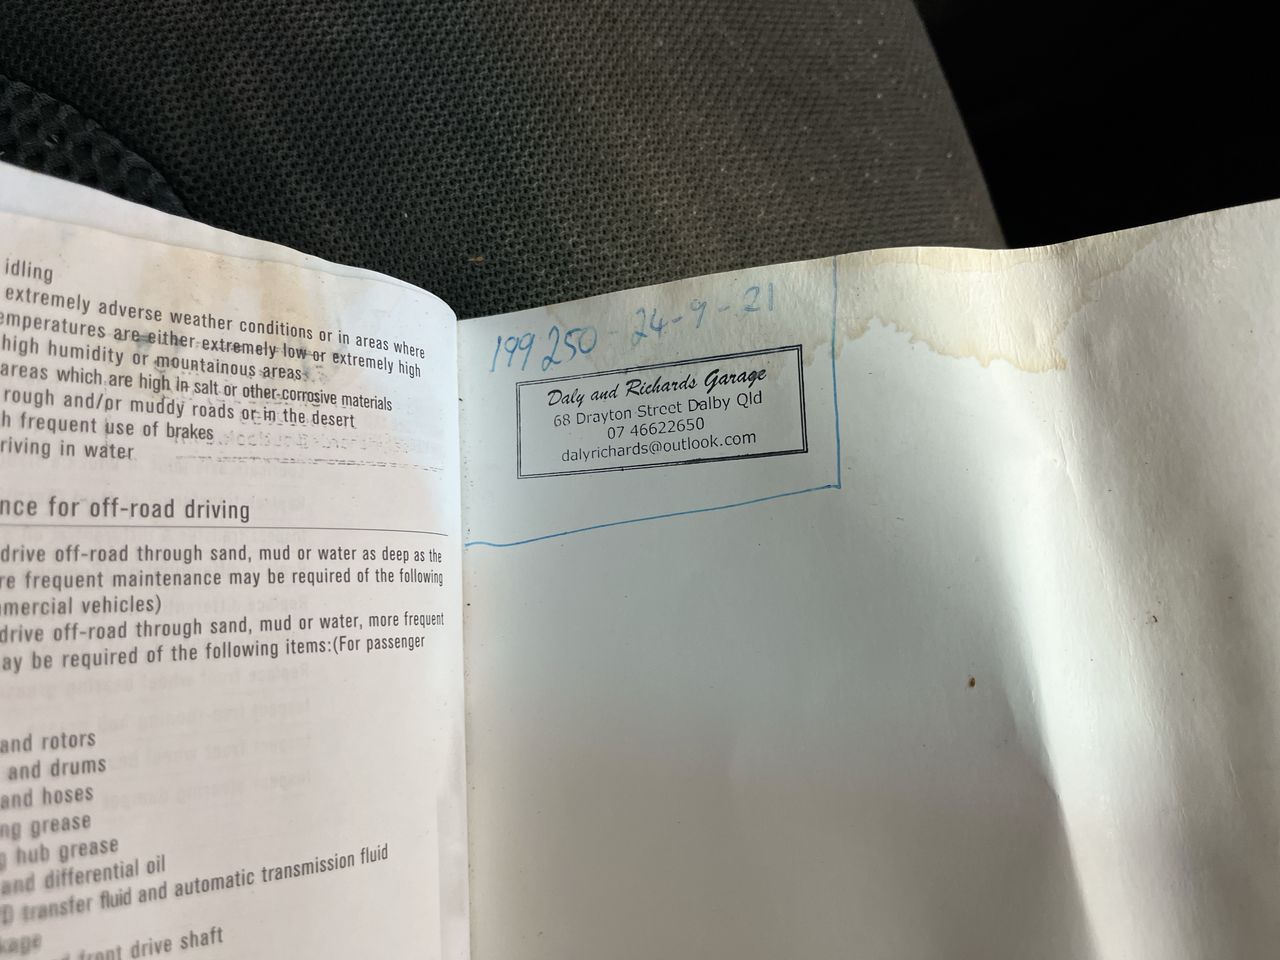 idling
extremely adverse weather conditions or in areas where
emperatures are either extremely low or extremely high
high humidity or mountainous areas
areas which are high in salt or other corrosive materials
rough and/or muddy roads or in the desert
h frequent use of brakes
riving in water
nce for off-road driving
drive off-road through sand, mud or water as deep as the
re frequent maintenance may be required of the following
mmercial vehicles)
drive off-road through sand, mud or water, more frequent
ay be required of the following items:(For passenger
and rotors
and drums
and hoses
ng grease
g hub grease
and differential oil
D transfer fluid and automatic transmission fluid
kage
front drive shaft
199 250 - 24-9-21
Daly and Richards Garage
68 Drayton Street Dalby Qld
07 46622650
dalyrichards@outlook.com